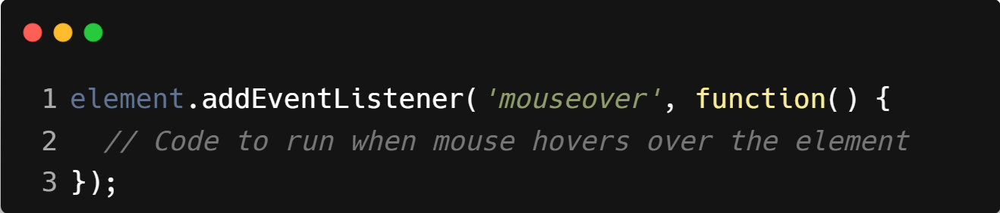 1 element.addEventListener('mouseover', function() {
2   // Code to run when mouse hovers over the element
3 });